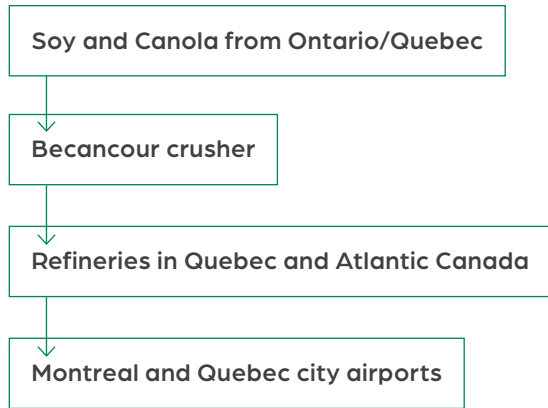 Soy and Canola from Ontario/Quebec
Becancour crusher
Refineries in Quebec and Atlantic Canada
Montreal and Quebec city airports